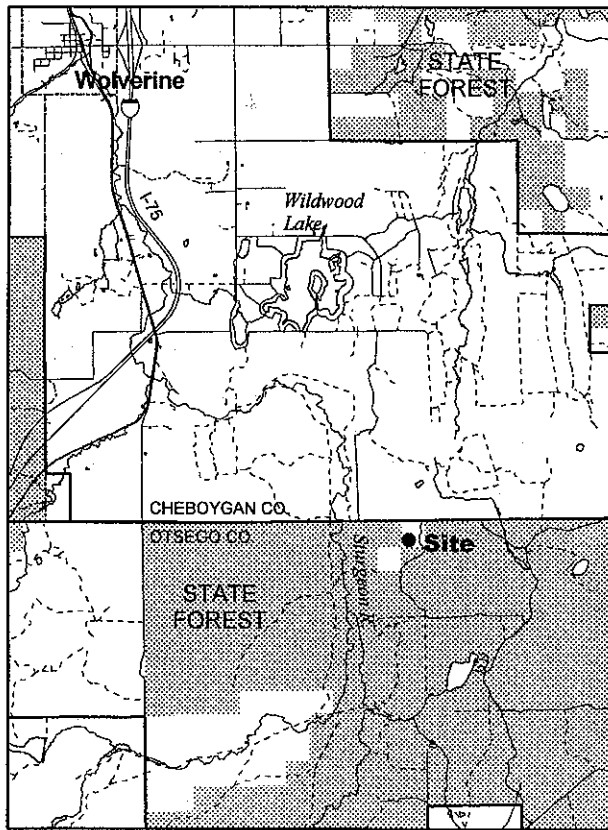 Wolverine
STATE
FOREST
I-75
Wildwood
Lake
CHEBOYGAN CO.
OTSEGO CO.
Site
STATE
FOREST
Sturgeon R.